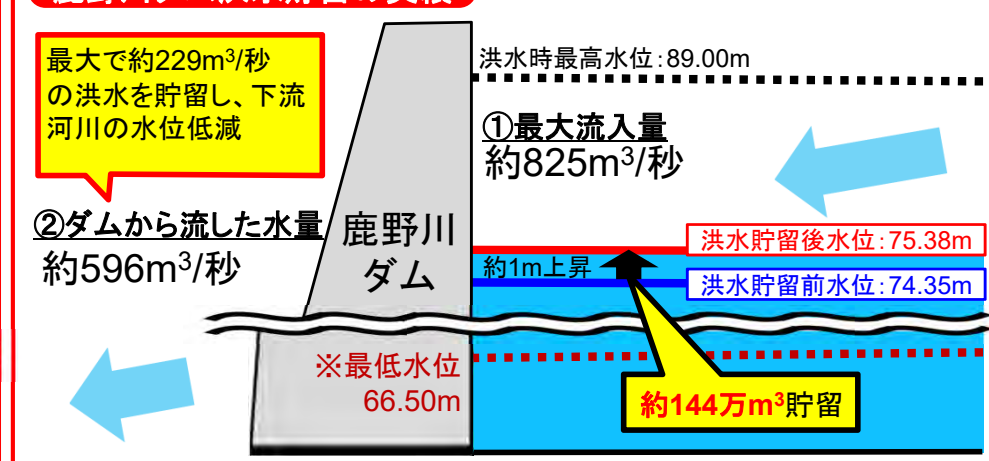 最大で約229m³/秒
の洪水を貯留し、下流
河川の水位低減
洪水時最高水位：89.00m
①最大流入量
約825m³/秒
②ダムから流した水量
約596m³/秒
鹿野川
ダム
洪水貯留後水位：75.38m
約1m上昇
洪水貯留前水位：74.35m
※最低水位
66.50m
約144万m³貯留